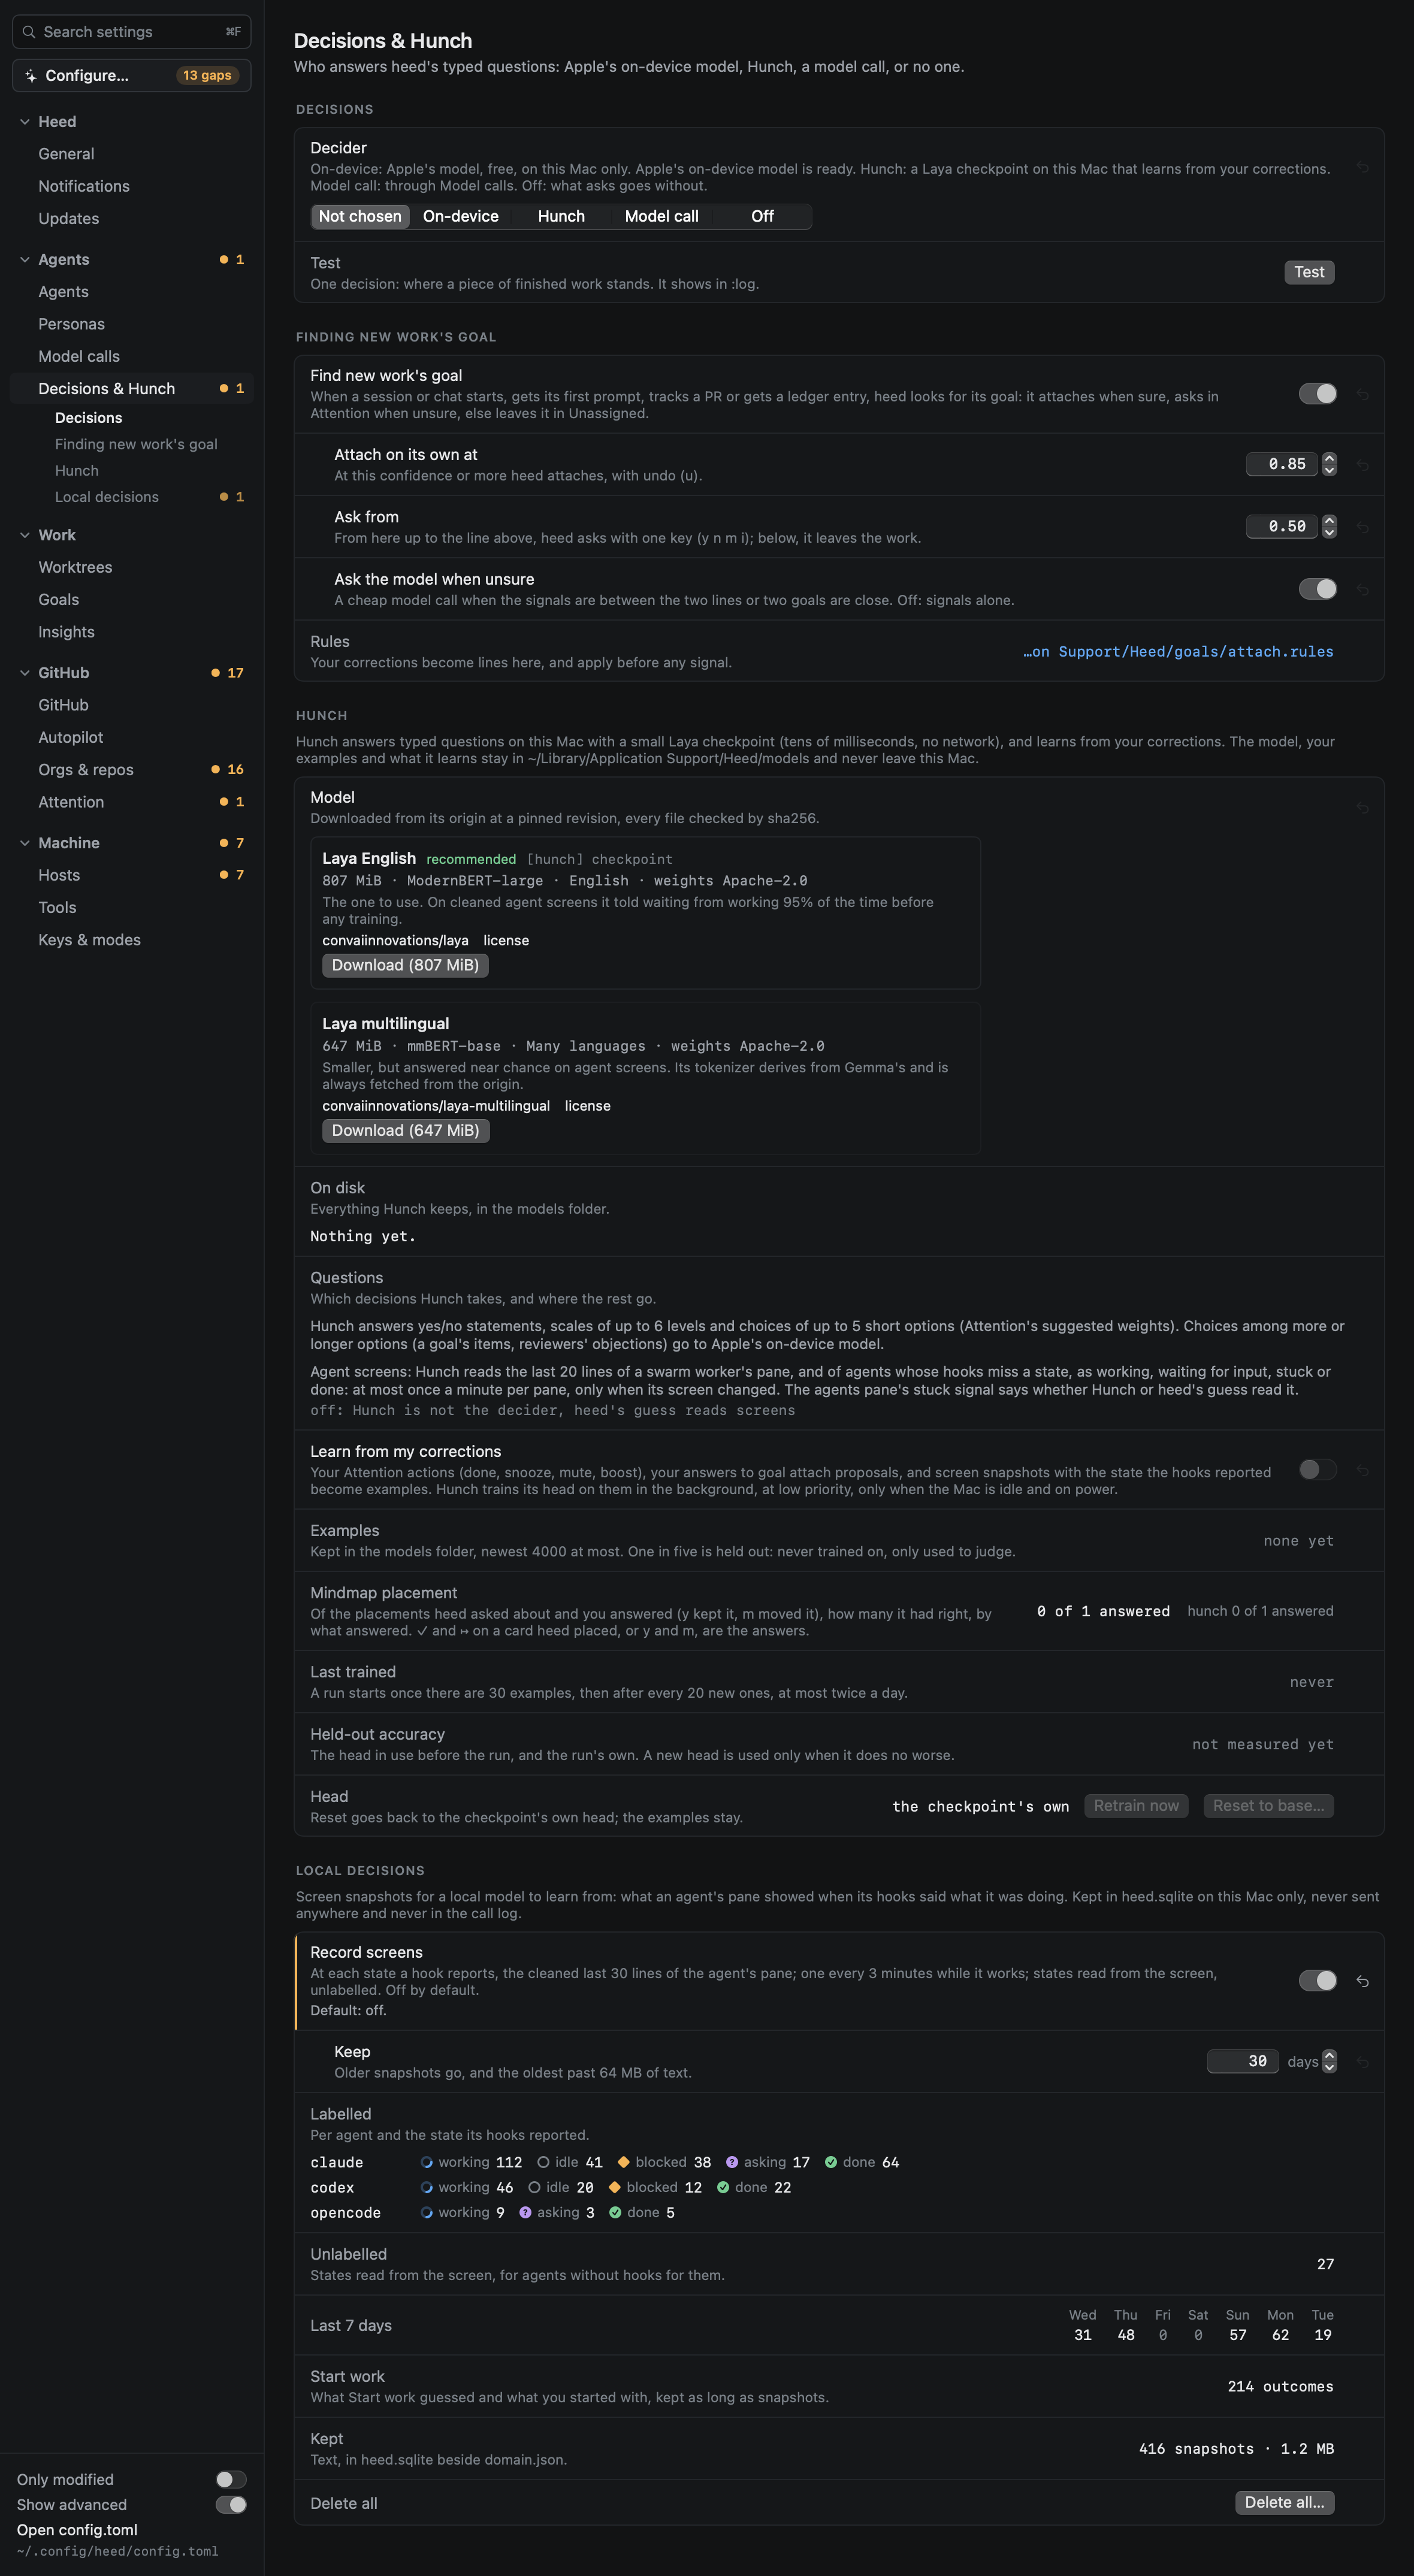 Search settings ⌘F
Configure... 13 gaps
Heed
General
Notifications
Updates
Agents 1
Agents
Personas
Model calls
Decisions & Hunch 1
Decisions
Finding new work's goal
Hunch
Local decisions 1
Work
Worktrees
Goals
Insights
GitHub 17
GitHub
Autopilot
Orgs & repos 16
Attention 1
Machine 7
Hosts 7
Tools
Keys & modes
Only modified
Show advanced
Open config.toml
~/.config/heed/config.toml
Decisions & Hunch
Who answers heed's typed questions: Apple's on-device model, Hunch, a model call, or no one.
DECISIONS
Decider
On-device: Apple's model, free, on this Mac only. Apple's on-device model is ready. Hunch: a Laya checkpoint on this Mac that learns from your corrections.
Model call: through Model calls. Off: what asks goes without.
Not chosen On-device Hunch Model call Off
Test
One decision: where a piece of finished work stands. It shows in :log.
Test
FINDING NEW WORK'S GOAL
Find new work's goal
When a session or chat starts, gets its first prompt, tracks a PR or gets a ledger entry, heed looks for its goal: it attaches when sure, asks in
Attention when unsure, else leaves it in Unassigned.
Attach on its own at
At this confidence or more heed attaches, with undo (u).
0.85
Ask from
From here up to the line above, heed asks with one key (y n m i); below, it leaves the work.
0.50
Ask the model when unsure
A cheap model call when the signals are between the two lines or two goals are close. Off: signals alone.
Rules
Your corrections become lines here, and apply before any signal.
…on Support/Heed/goals/attach.rules
HUNCH
Hunch answers typed questions on this Mac with a small Laya checkpoint (tens of milliseconds, no network), and learns from your corrections. The model, your
examples and what it learns stay in ~/Library/Application Support/Heed/models and never leave this Mac.
Model
Downloaded from its origin at a pinned revision, every file checked by sha256.
Laya English recommended [hunch] checkpoint
807 MiB · ModernBERT-large · English · weights Apache-2.0
The one to use. On cleaned agent screens it told waiting from working 95% of the time before
any training.
convaiinnovations/laya license
Download (807 MiB)
Laya multilingual
647 MiB · mmBERT-base · Many languages · weights Apache-2.0
Smaller, but answered near chance on agent screens. Its tokenizer derives from Gemma's and is
always fetched from the origin.
convaiinnovations/laya-multilingual license
Download (647 MiB)
On disk
Everything Hunch keeps, in the models folder.
Nothing yet.
Questions
Which decisions Hunch takes, and where the rest go.
Hunch answers yes/no statements, scales of up to 6 levels and choices of up to 5 short options (Attention's suggested weights). Choices among more or
longer options (a goal's items, reviewers' objections) go to Apple's on-device model.
Agent screens: Hunch reads the last 20 lines of a swarm worker's pane, and of agents whose hooks miss a state, as working, waiting for input, stuck or
done: at most once a minute per pane, only when its screen changed. The agents pane's stuck signal says whether Hunch or heed's guess read it.
off: Hunch is not the decider, heed's guess reads screens
Learn from my corrections
Your Attention actions (done, snooze, mute, boost), your answers to goal attach proposals, and screen snapshots with the state the hooks reported
become examples. Hunch trains its head on them in the background, at low priority, only when the Mac is idle and on power.
Examples
Kept in the models folder, newest 4000 at most. One in five is held out: never trained on, only used to judge.
none yet
Mindmap placement
Of the placements heed asked about and you answered (y kept it, m moved it), how many it had right, by
what answered. ✓ and ↦ on a card heed placed, or y and m, are the answers.
0 of 1 answered hunch 0 of 1 answered
Last trained
A run starts once there are 30 examples, then after every 20 new ones, at most twice a day.
never
Held-out accuracy
The head in use before the run, and the run's own. A new head is used only when it does no worse.
not measured yet
Head
Reset goes back to the checkpoint's own head; the examples stay.
the checkpoint's own Retrain now Reset to base...
LOCAL DECISIONS
Screen snapshots for a local model to learn from: what an agent's pane showed when its hooks said what it was doing. Kept in heed.sqlite on this Mac only, never sent
anywhere and never in the call log.
Record screens
At each state a hook reports, the cleaned last 30 lines of the agent's pane; one every 3 minutes while it works; states read from the screen,
unlabelled. Off by default.
Default: off.
Keep
Older snapshots go, and the oldest past 64 MB of text.
30 days
Labelled
Per agent and the state its hooks reported.
claude working 112 idle 41 blocked 38 asking 17 done 64
codex working 46 idle 20 blocked 12 done 22
opencode working 9 asking 3 done 5
Unlabelled
States read from the screen, for agents without hooks for them.
27
Last 7 days
Wed Thu Fri Sat Sun Mon Tue
31 48 0 0 57 62 19
Start work
What Start work guessed and what you started with, kept as long as snapshots.
214 outcomes
Kept
Text, in heed.sqlite beside domain.json.
416 snapshots · 1.2 MB
Delete all
Delete all...